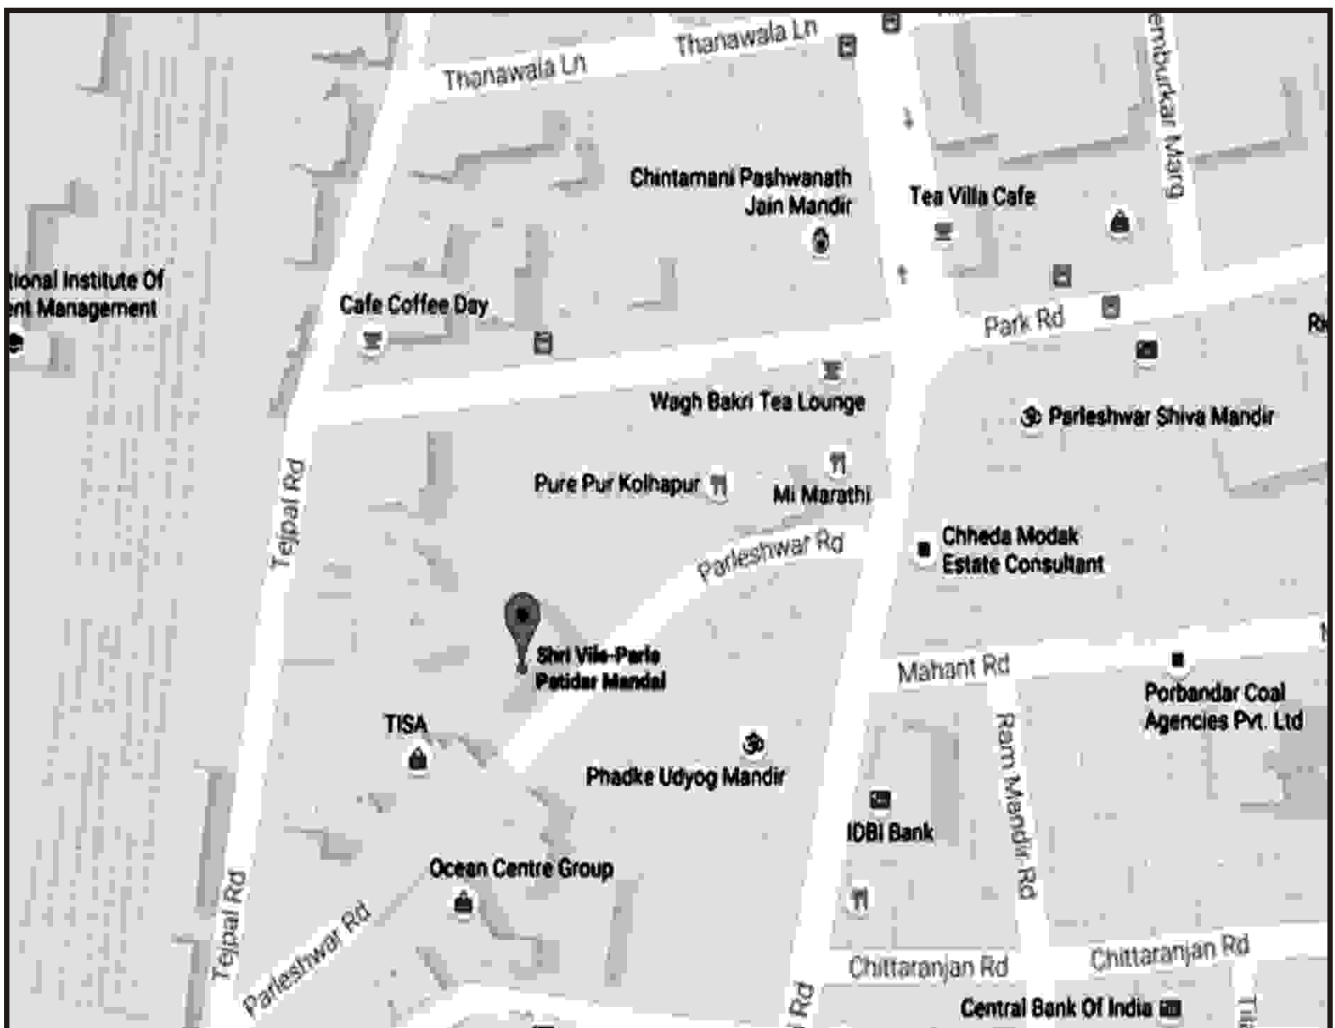 Thanawala Ln
Thanawala Ln
emburkar Marg
Chintamani Pashwanath
Jain Mandir
Tea Villa Cafe
tional Institute Of
ent Management
Cafe Coffee Day
Park Rd
Wagh Bakri Tea Lounge
Parleshwar Shiva Mandir
Tejpal Rd
Pure Pur Kolhapur
Mi Marathi
Parleshwar Rd
Chheda Modak
Estate Consultant
Shri Vile-Parle
Patidar Mandal
Mahant Rd
Porbandar Coal
Agencies Pvt. Ltd
TISA
Phadke Udyog Mandir
Ram Mandir Rd
IDBI Bank
Ocean Centre Group
Tejpal Rd
Parleshwar Rd
Chittaranjan Rd
Chittaranjan Rd
Rd
Central Bank Of India